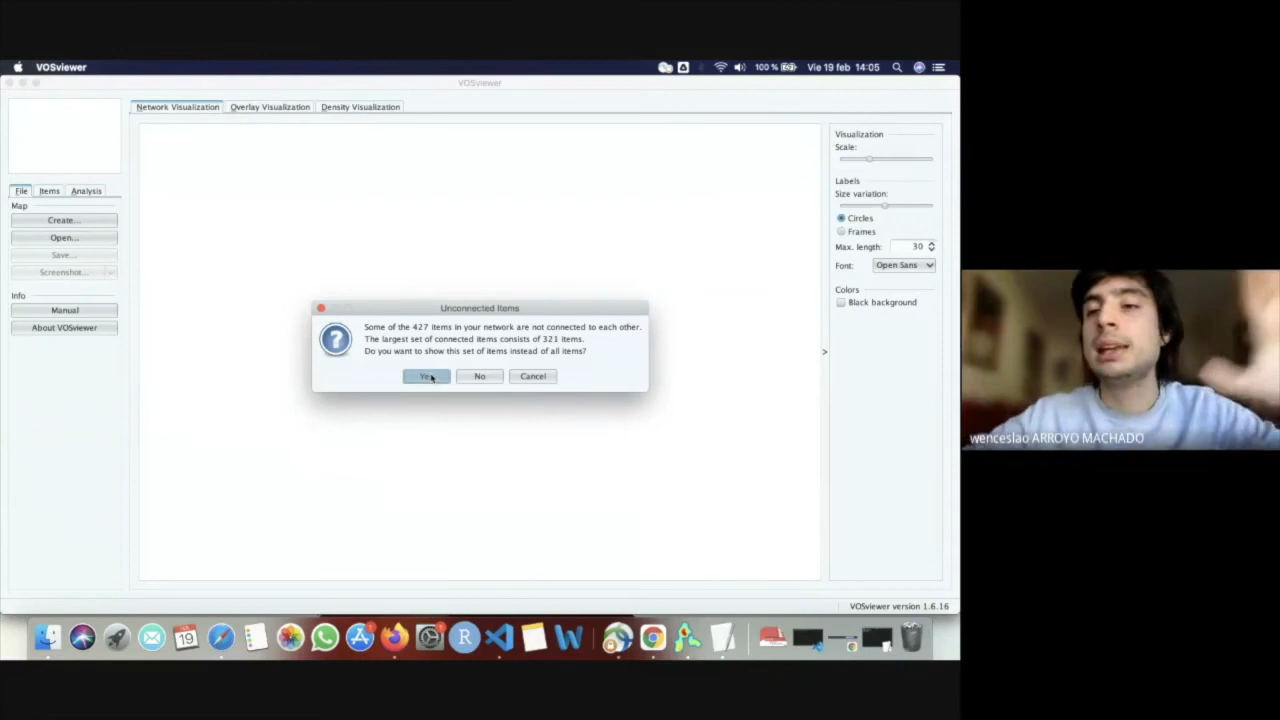 VOSviewer
100 %
Vie 19 feb 14:05
VOSviewer
Network Visualization
Overlay Visualization
Density Visualization
File
Items
Analysis
Map
Create...
Open...
Save...
Screenshot...
Info
Manual
About VOSviewer
Unconnected Items
Some of the 427 items in your network are not connected to each other.
The largest set of connected items consists of 321 items.
Do you want to show this set of items instead of all items?
Yes
No
Cancel
>
Visualization
Scale:
Labels
Size variation:
Circles
Frames
Max. length:
30
Font:
Open Sans
Colors
Black background
VOSviewer version 1.6.16
19
R
W
wenceslao ARROYO MACHADO